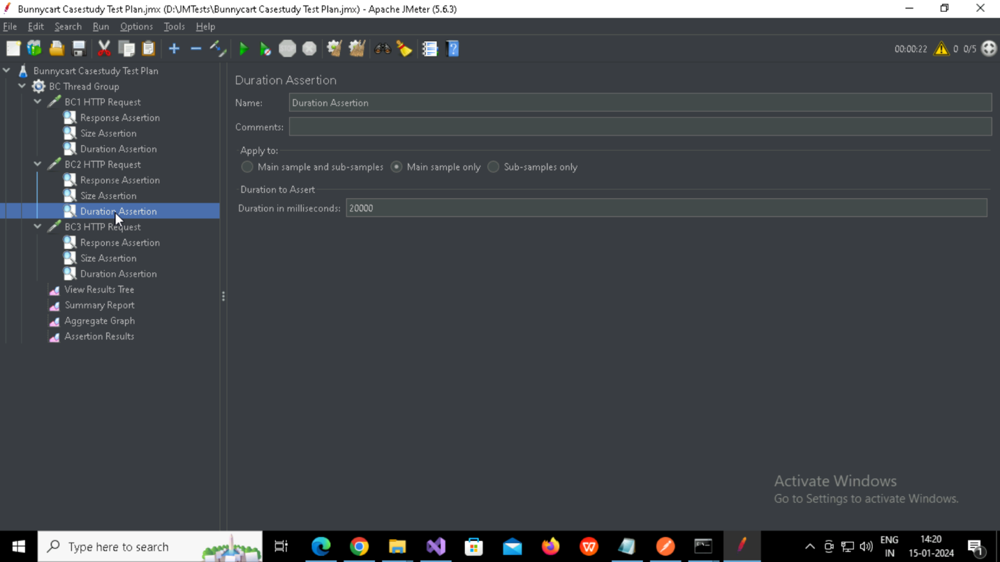 Bunnycart Casestudy Test Plan.jmx (D:\JMTests\Bunnycart Casestudy Test Plan.jmx) - Apache JMeter (5.6.3)
File Edit Search Run Options Tools Help
STOP
00:00:22 0 0/5
Bunnycart Casestudy Test Plan
BC Thread Group
BC1 HTTP Request
Response Assertion
Size Assertion
Duration Assertion
BC2 HTTP Request
Response Assertion
Size Assertion
Duration Assertion
BC3 HTTP Request
Response Assertion
Size Assertion
Duration Assertion
View Results Tree
Summary Report
Aggregate Graph
Assertion Results
Duration Assertion
Name: Duration Assertion
Comments:
Apply to:
Main sample and sub-samples Main sample only Sub-samples only
Duration to Assert
Duration in milliseconds: 20000
Activate Windows
Go to Settings to activate Windows.
Type here to search
ENG
IN
14:20
15-01-2024
1